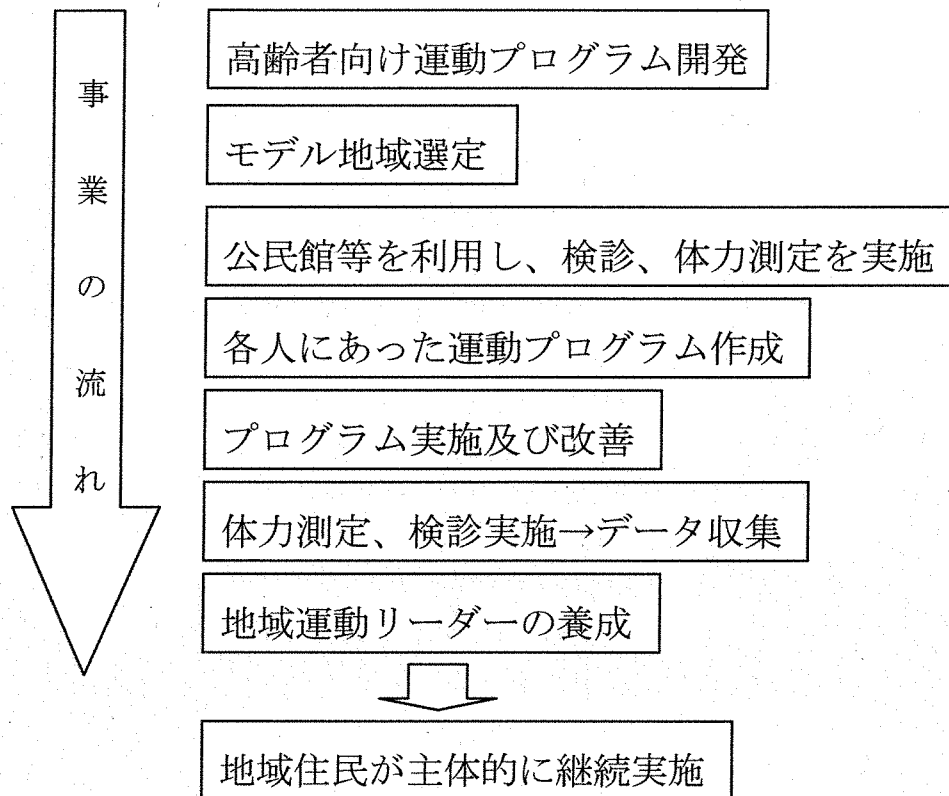 事業の流れ
高齢者向け運動プログラム開発
モデル地域選定
公民館等を利用し、検診、体力測定を実施
各人にあった運動プログラム作成
プログラム実施及び改善
体力測定、検診実施→データ収集
地域運動リーダーの養成
地域住民が主体的に継続実施